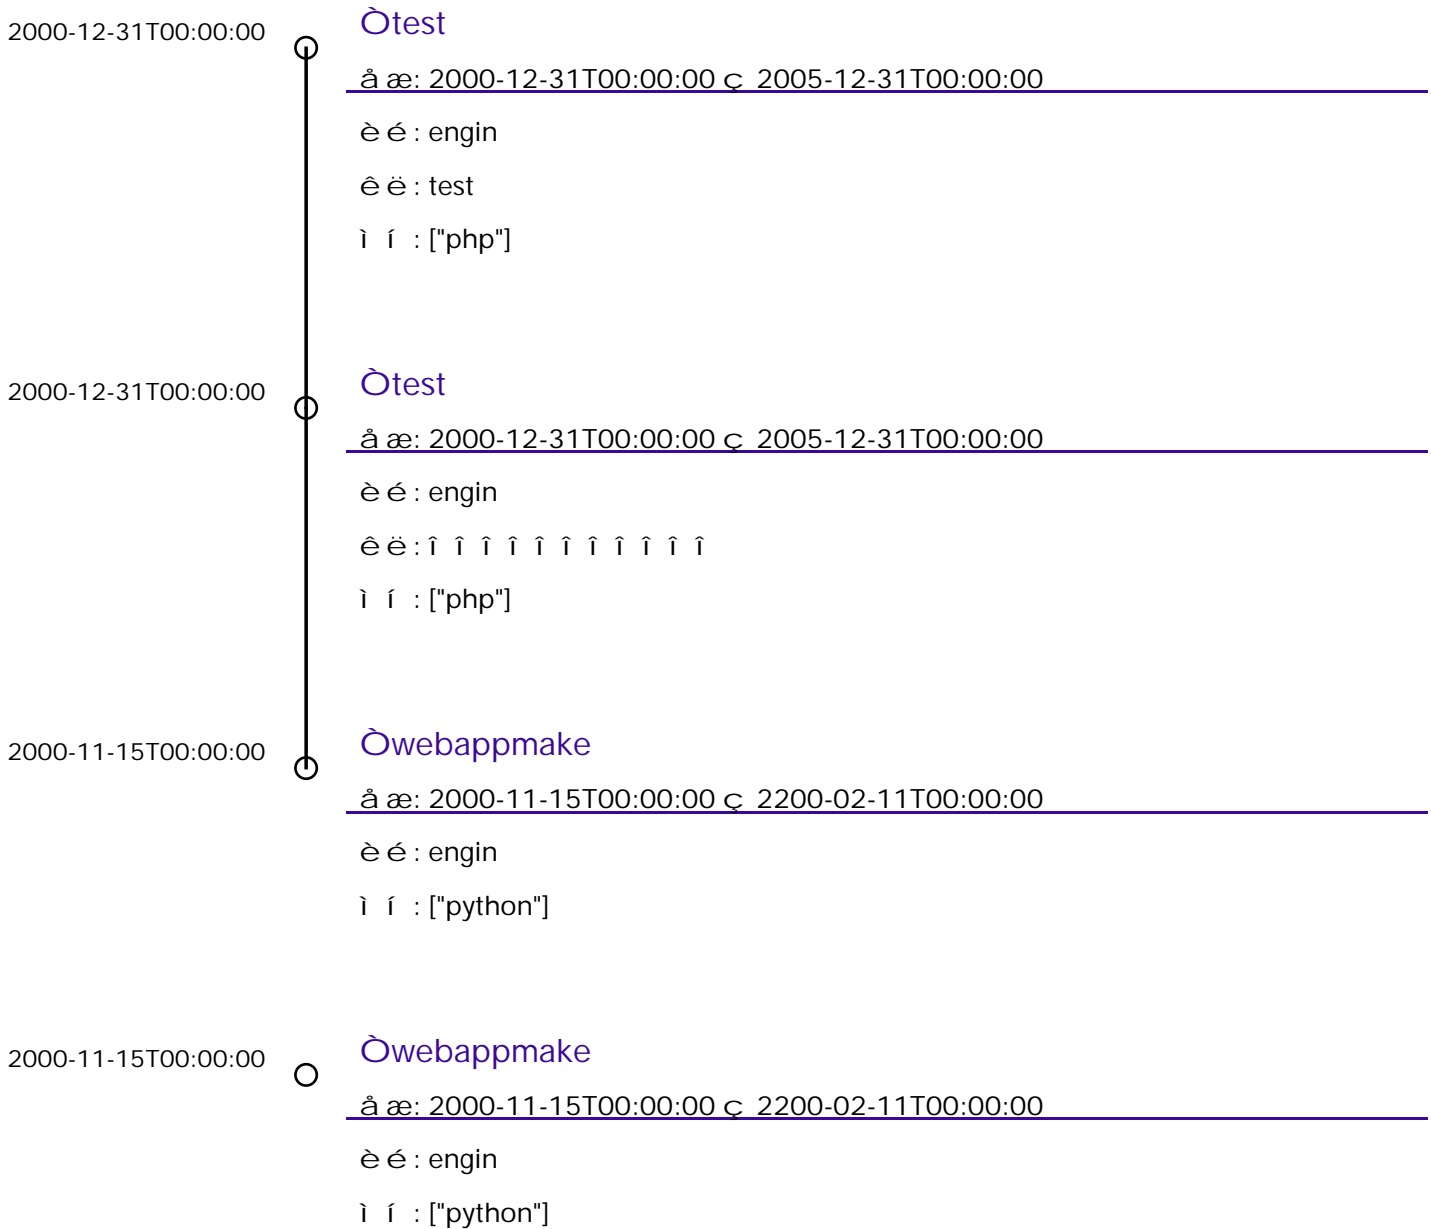 2000-12-31T00:00:00
Òtest
å æ: 2000-12-31T00:00:00 ç 2005-12-31T00:00:00
è é : engin
ê ë : test
ì í : ["php"]
2000-12-31T00:00:00
Òtest
å æ: 2000-12-31T00:00:00 ç 2005-12-31T00:00:00
è é : engin
ê ë : î î î î î î î î î î î
ì í : ["php"]
2000-11-15T00:00:00
Òwebappmake
å æ: 2000-11-15T00:00:00 ç 2200-02-11T00:00:00
è é : engin
ì í : ["python"]
2000-11-15T00:00:00
Òwebappmake
å æ: 2000-11-15T00:00:00 ç 2200-02-11T00:00:00
è é : engin
ì í : ["python"]